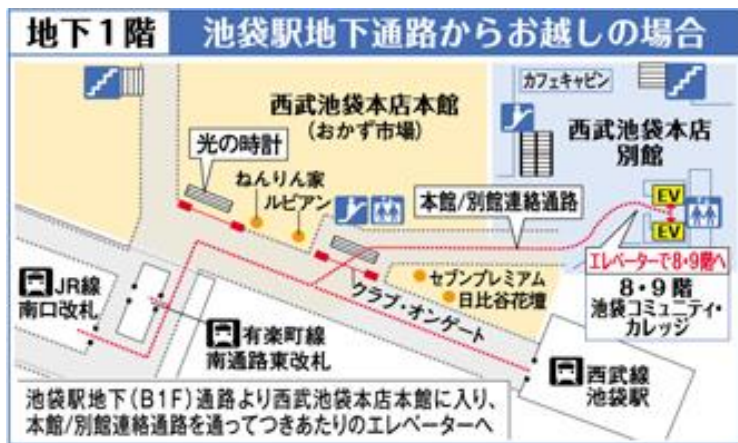 地下1階
池袋駅地下通路からお越しの場合
カフェキャビン
西武池袋本店本館
(おかず市場)
西武池袋本店
別館
光の時計
ねんりん家
ルビアン
本館/別館連絡通路
EV
EV
エレベーターで8・9階へ
8・9階
池袋コミュニティ・
カレッジ
セブンプレミアム
日比谷花壇
クラブ・オンゲート
JR線
南口改札
有楽町線
南通路東改札
西武線
池袋駅
池袋駅地下(B1F)通路より西武池袋本店本館に入り、
本館/別館連絡通路を通ってつきあたりのエレベーターへ